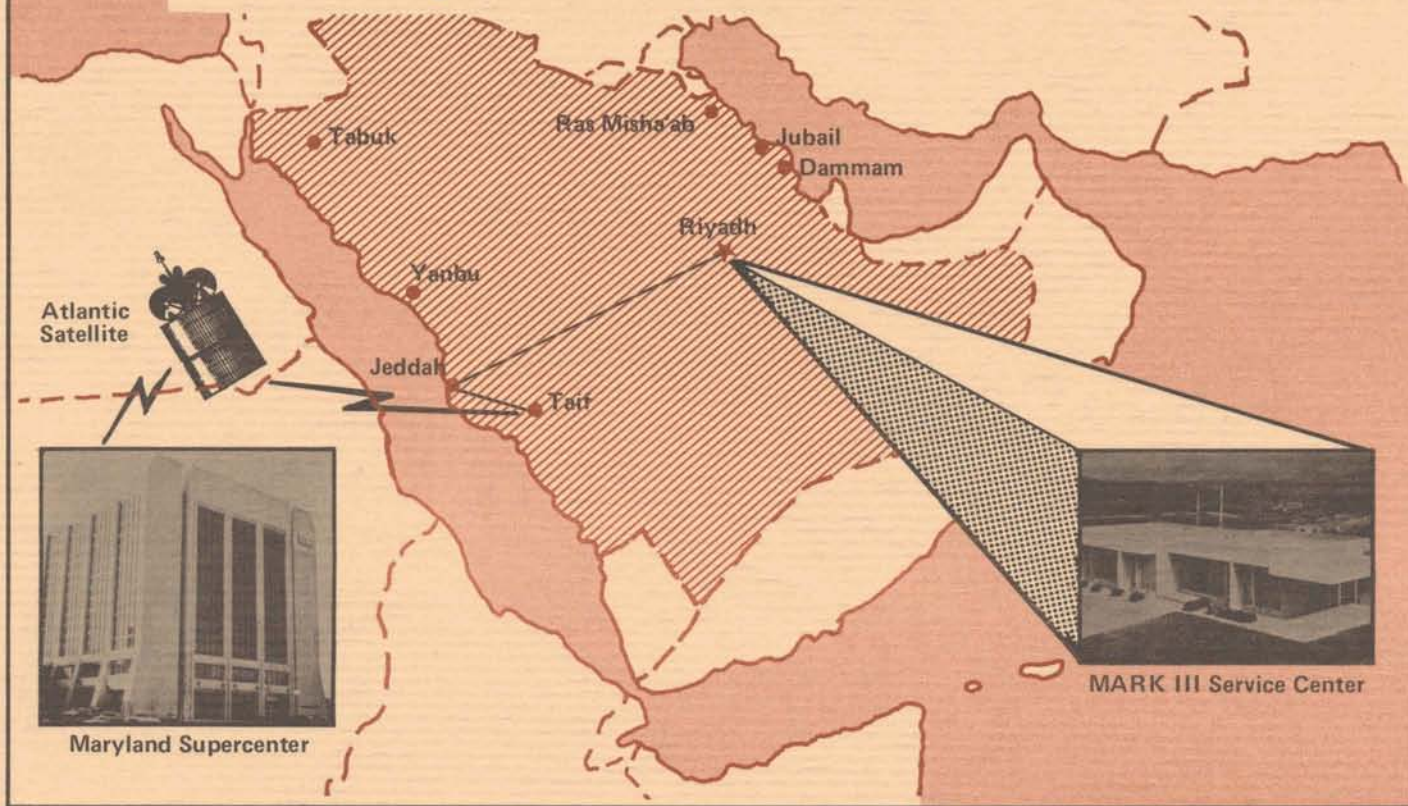 Tabuk
Ras Misha'ab
Jubail
Dammam
Riyadh
Yanbu
Atlantic
Satellite
Jeddah
Taif
MARK III Service Center
Maryland Supercenter